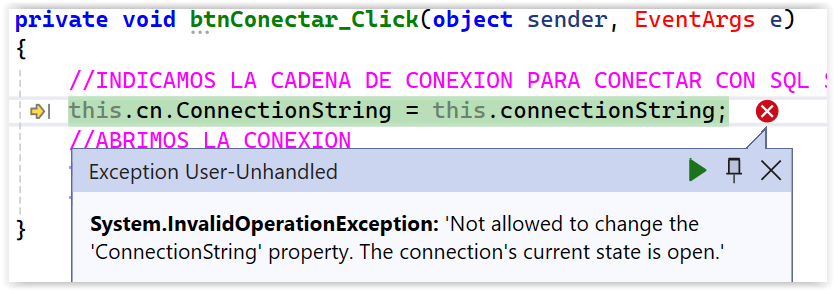 private void btnConectar_Click(object sender, EventArgs e)
{
//INDICAMOS LA CADENA DE CONEXION PARA CONECTAR CON SQL
this.cn.ConnectionString = this.connectionString;
//ABRIMOS LA CONEXION
Exception User-Unhandled
System.InvalidOperationException: 'Not allowed to change the
'ConnectionString' property. The connection's current state is open.'
}